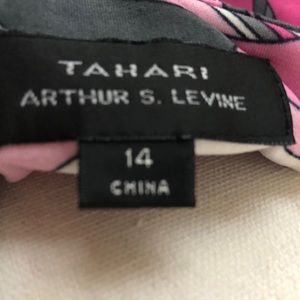 TAHARI
ARTHUR S. LEVINE
14
CHINA